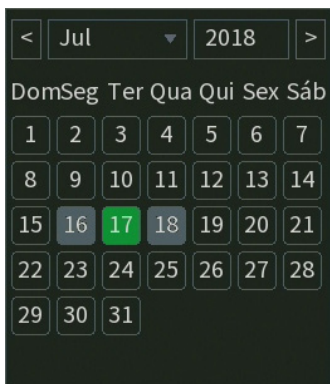 < Jul 2018 >
Dom Seg Ter Qua Qui Sex Sáb
1 2 3 4 5 6 7
8 9 10 11 12 13 14
15 16 17 18 19 20 21
22 23 24 25 26 27 28
29 30 31